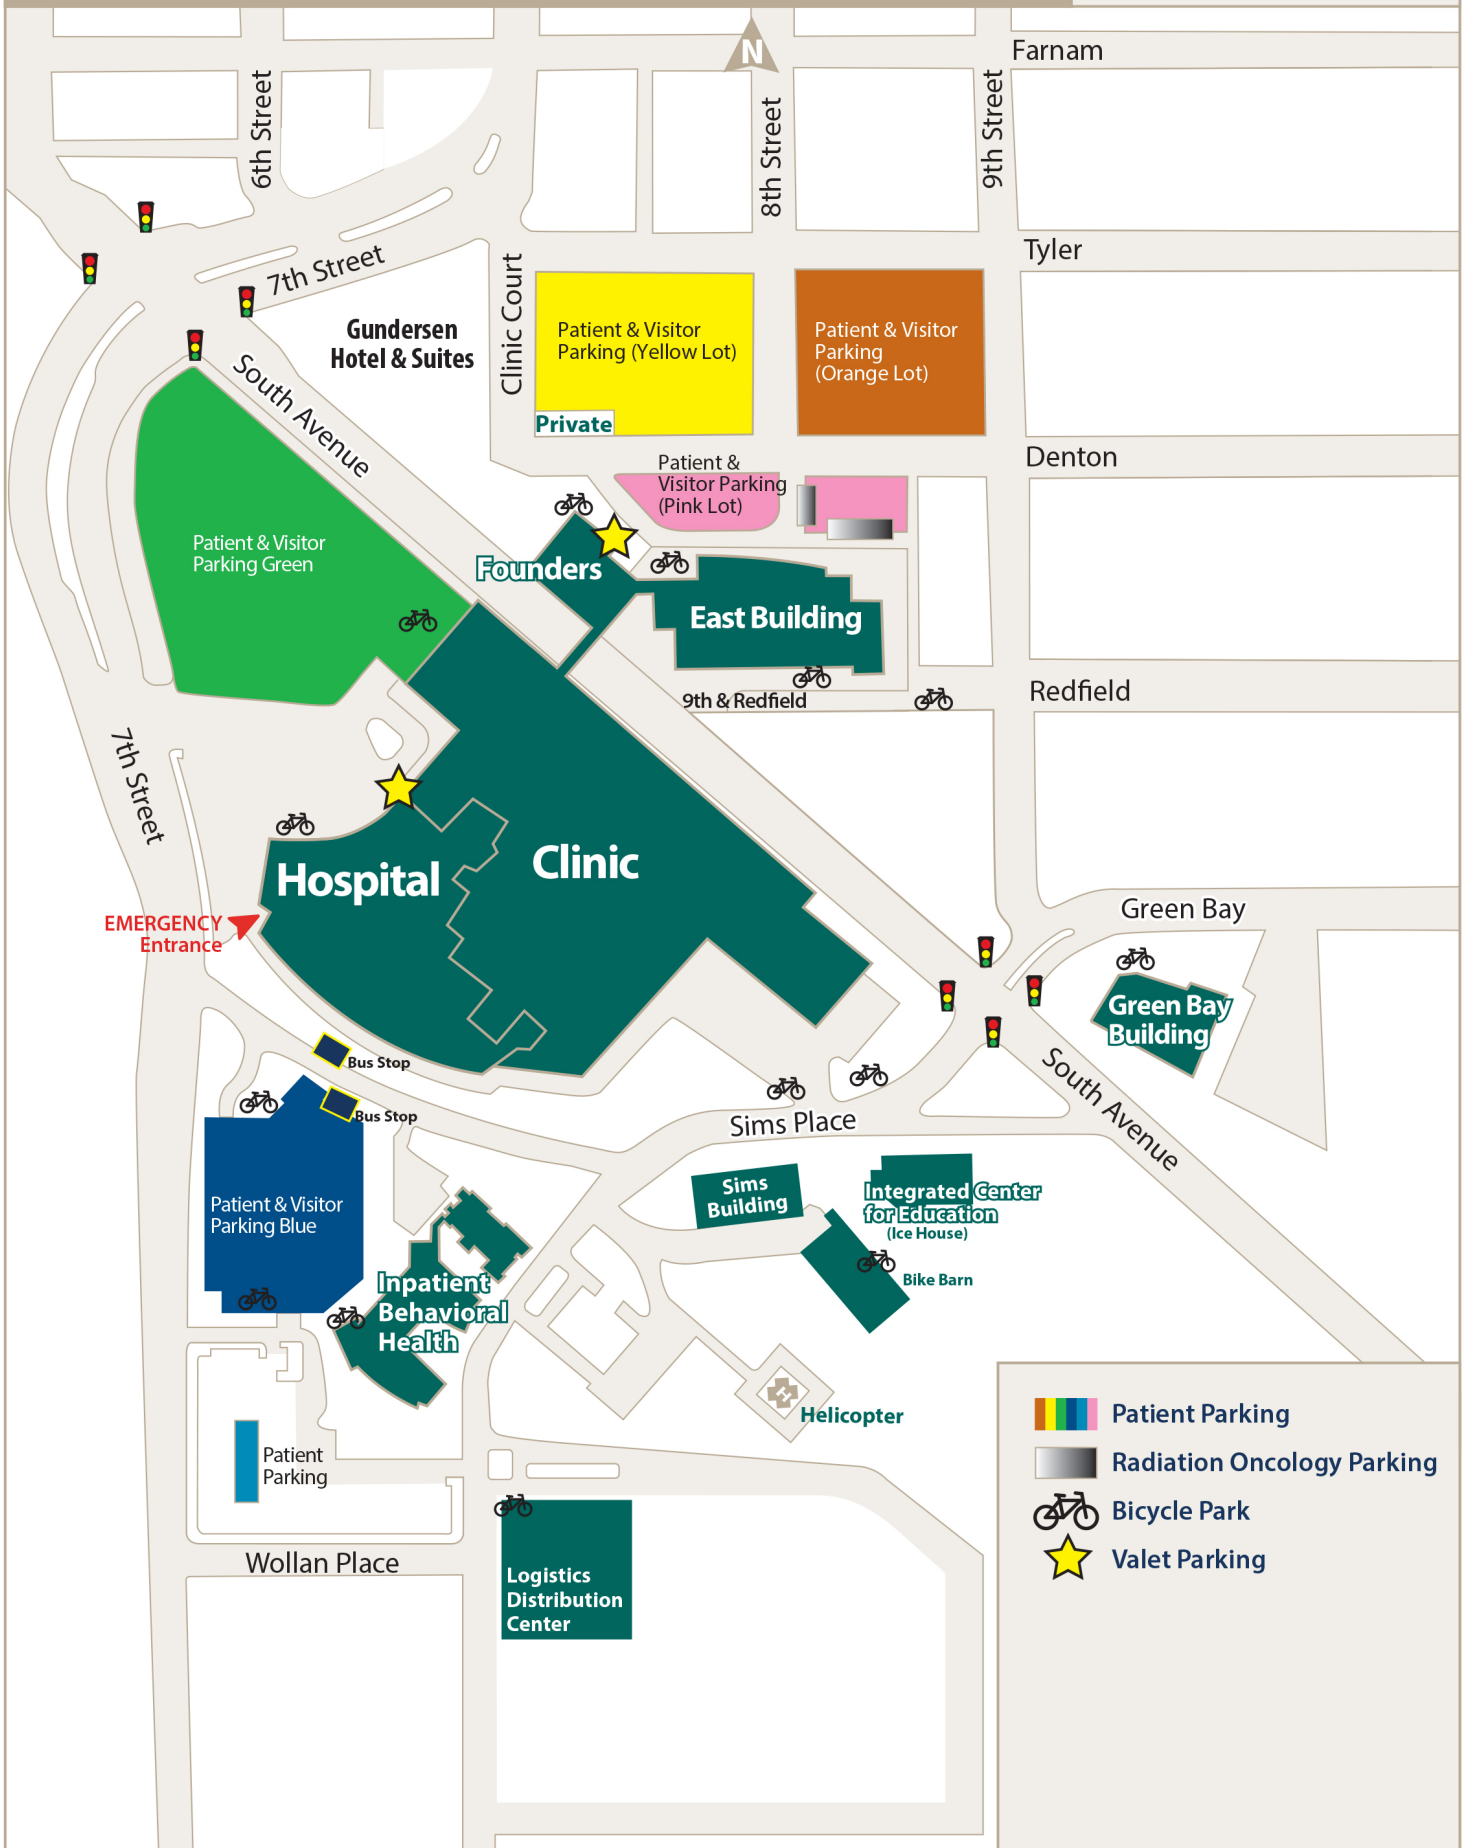 N
Farnam
6th Street
8th Street
9th Street
Tyler
7th Street
Clinic Court
Gundersen
Hotel & Suites
Patient & Visitor
Parking (Yellow Lot)
Private
Patient & Visitor
Parking
(Orange Lot)
South Avenue
Denton
Patient &
Visitor Parking
(Pink Lot)
Patient & Visitor
Parking Green
Founders
East Building
9th & Redfield
Redfield
7th Street
Hospital
Clinic
EMERGENCY
Entrance
Green Bay
Green Bay
Building
South Avenue
Bus Stop
Bus Stop
Sims Place
Sims
Building
Integrated Center
for Education
(Ice House)
Bike Barn
Patient & Visitor
Parking Blue
Inpatient
Behavioral
Health
Helicopter
H
Patient
Parking
Wollan Place
Logistics
Distribution
Center
Patient Parking
Radiation Oncology Parking
Bicycle Park
Valet Parking